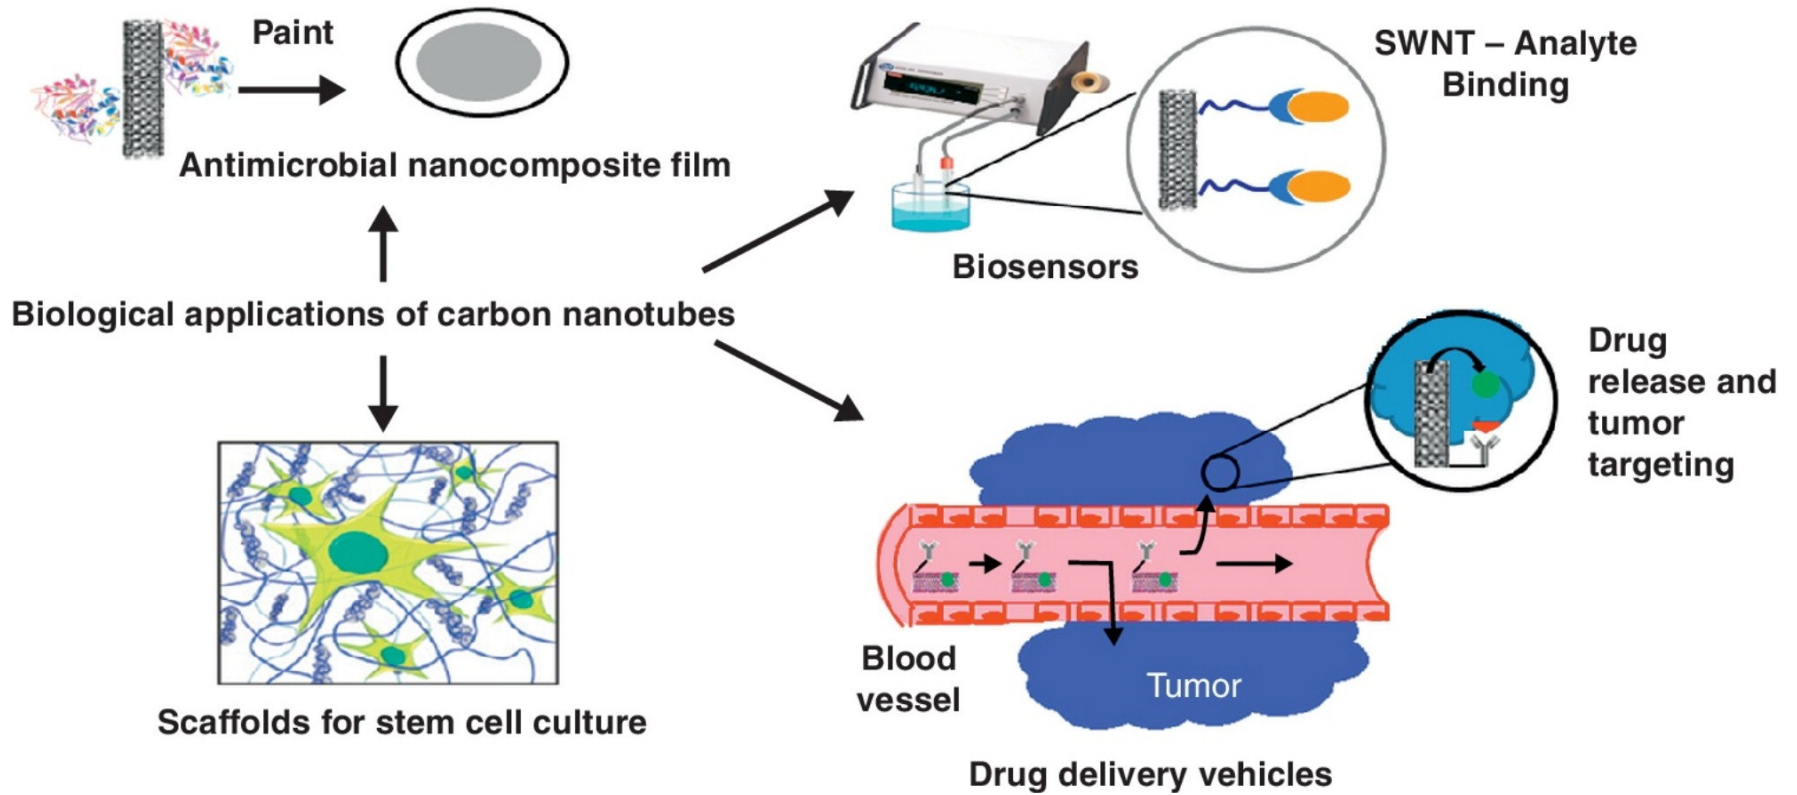 Paint
Antimicrobial nanocomposite film
SWNT – Analyte
Binding
Biosensors
Biological applications of carbon nanotubes
Drug
release and
tumor
targeting
Blood
vessel
Tumor
Scaffolds for stem cell culture
Drug delivery vehicles